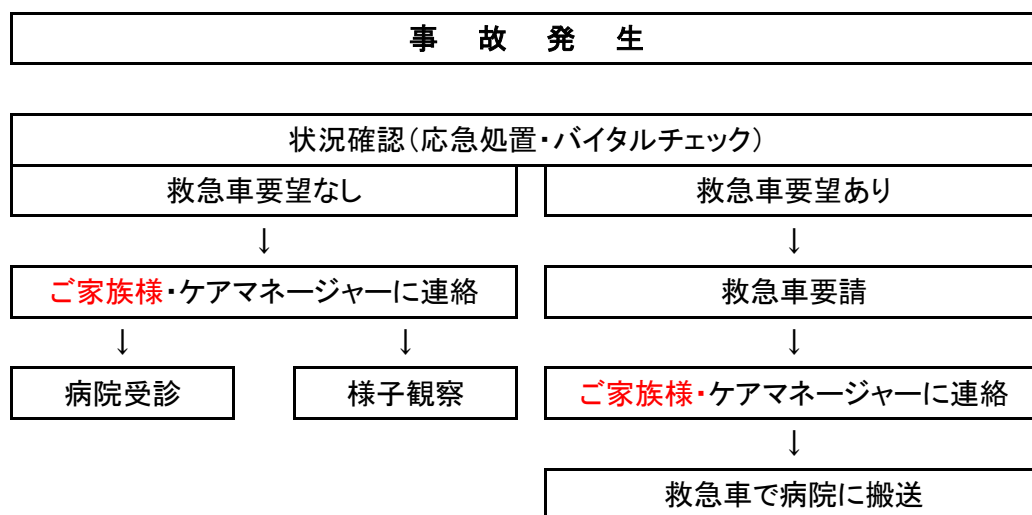 事 故 発 生
状況確認(応急処置・バイタルチェック)
救急車要望なし
救急車要望あり
↓
↓
ご家族様・ケアマネージャーに連絡
救急車要請
↓
↓
↓
病院受診
様子観察
ご家族様・ケアマネージャーに連絡
↓
救急車で病院に搬送